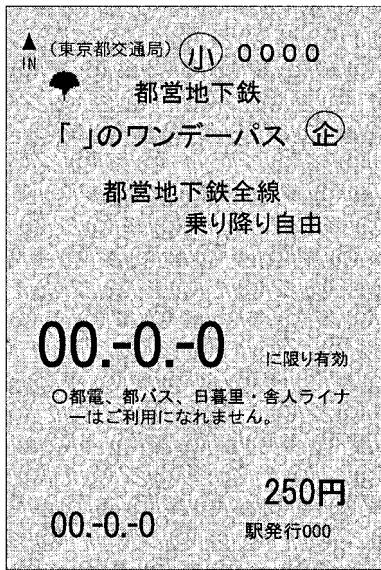 (東京都交通局) 小 0000
IN
都営地下鉄
「 」のワンデーパス 企
都営地下鉄全線
乗り降り自由
00.-0.-0 に限り有効
○都電、都バス、日暮里・舎人ライナ
ーはご利用になれません。
250円
00.-0.-0 駅発行000